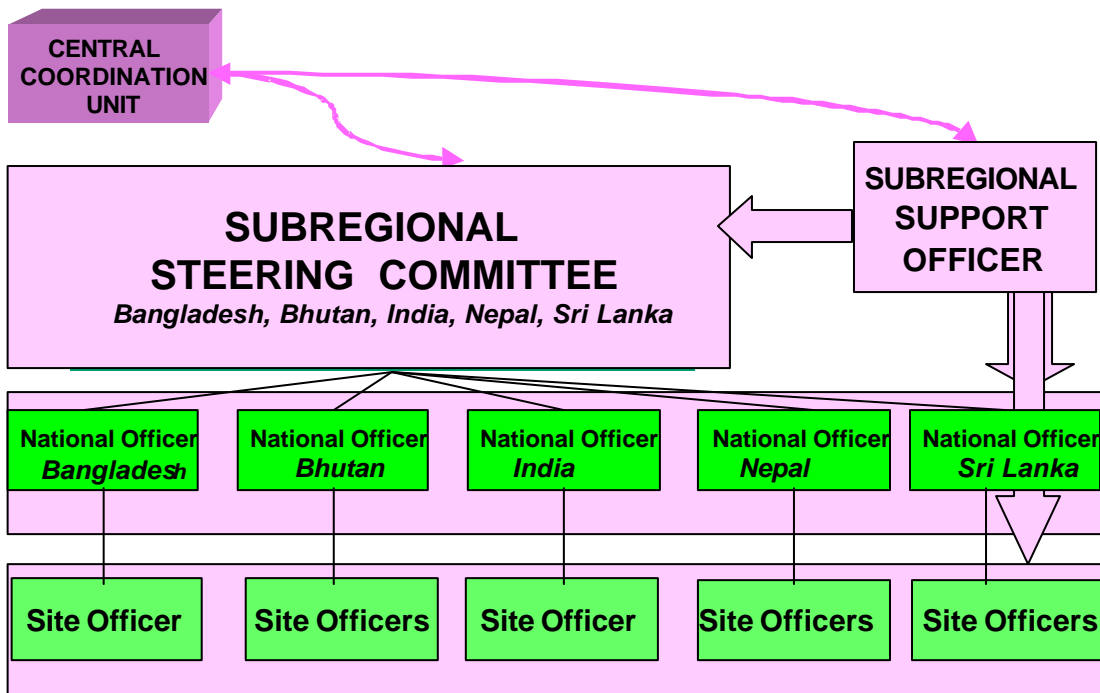 CENTRAL
COORDINATION
UNIT
SUBREGIONAL
SUPPORT
OFFICER
SUBREGIONAL
STEERING COMMITTEE
Bangladesh, Bhutan, India, Nepal, Sri Lanka
National Officer
Bangladesh
National Officer
Bhutan
National Officer
India
National Officer
Nepal
National Officer
Sri Lanka
Site Officer
Site Officers
Site Officer
Site Officers
Site Officers